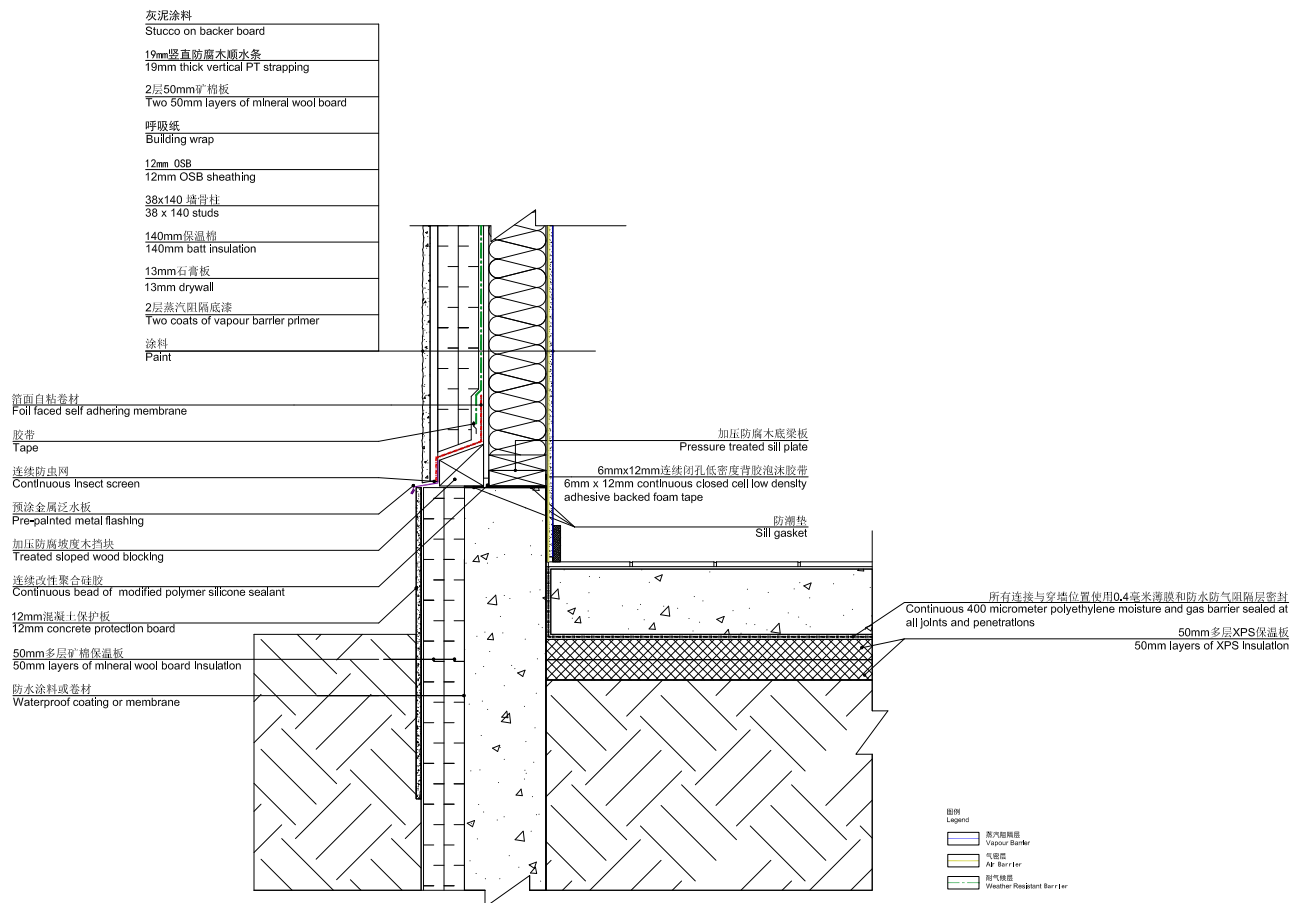 灰泥涂料
Stucco on backer board
19mm竖直防腐木顺水条
19mm thick vertical PT strapping
2层50mm矿棉板
Two 50mm layers of mineral wool board
呼吸纸
Building wrap
12mm OSB
12mm OSB sheathing
38x140 墙骨柱
38 x 140 studs
140mm保温棉
140mm batt insulation
13mm石膏板
13mm drywall
2层蒸汽阻隔底漆
Two coats of vapour barrier primer
涂料
Paint
箔面自粘卷材
Foil faced self adhering membrane
胶带
Tape
连续防虫网
Continuous insect screen
预涂金属泛水板
Pre-painted metal flashing
加压防腐坡度木挡块
Treated sloped wood blocking
连续改性聚合硅胶
Continuous bead of modified polymer silicone sealant
12mm混凝土保护板
12mm concrete protection board
50mm多层矿棉保温板
50mm layers of mineral wool board insulation
防水涂料或卷材
Waterproof coating or membrane
加压防腐木底梁板
Pressure treated sill plate
6mmx12mm连续闭孔低密度背胶泡沫胶带
6mm x 12mm continuous closed cell low density
adhesive backed foam tape
防潮垫
Sill gasket
所有连接与穿墙位置使用0.4毫米薄膜和防水防气阻隔层密封
Continuous 400 micrometer polyethylene moisture and gas barrier sealed at
all joints and penetrations
50mm多层XPS保温板
50mm layers of XPS insulation
图例
Legend
蒸汽阻隔层
Vapour Barrier
气密层
Air Barrier
耐气候层
Weather Resistant Barrier